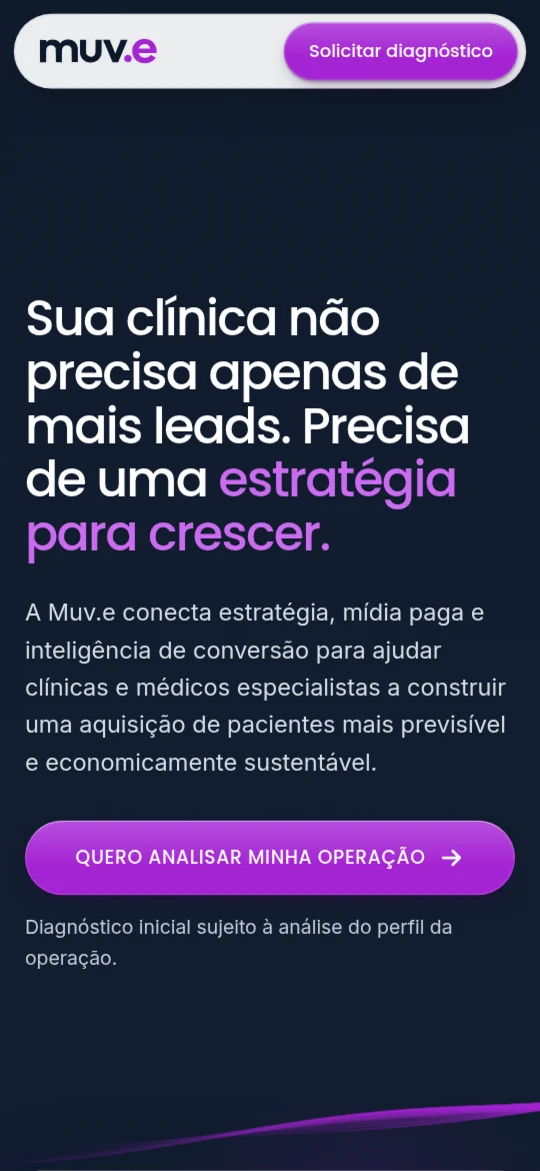 muv.e
Solicitar diagnóstico
Sua clínica não
precisa apenas de
mais leads. Precisa
de uma estratégia
para crescer.
A Muv.e conecta estratégia, mídia paga e
inteligência de conversão para ajudar
clínicas e médicos especialistas a construir
uma aquisição de pacientes mais previsível
e economicamente sustentável.
QUERO ANALISAR MINHA OPERAÇÃO →
Diagnóstico inicial sujeito à análise do perfil da
operação.